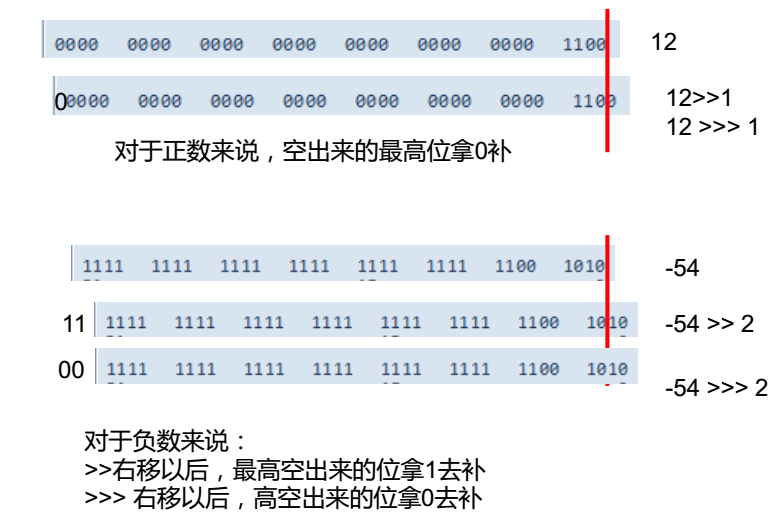 0000 0000 0000 0000 0000 0000 0000 1100 12
00000 0000 0000 0000 0000 0000 0000 1100 12>>1
12 >>> 1
对于正数来说，空出来的最高位拿0补
1111 1111 1111 1111 1111 1111 1100 1010 -54
11 1111 1111 1111 1111 1111 1111 1100 1010 -54 >> 2
00 1111 1111 1111 1111 1111 1111 1100 1010
-54 >>> 2
对于负数来说：
>>右移以后，最高空出来的位拿1去补
>>> 右移以后，高空出来的位拿0去补